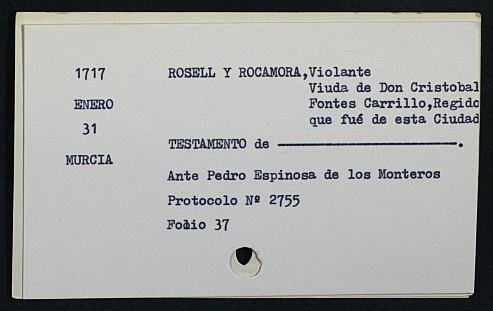 1717
ROSELL Y ROCAMORA,Violante
Viuda de Don Cristobal
ENERO
Fontes Carrillo,Regido
31
que fué de esta Ciudad
TESTAMENTO de ——————————————.
MURCIA
Ante Pedro Espinosa de los Monteros
Protocolo Nº 2755
Folio 37